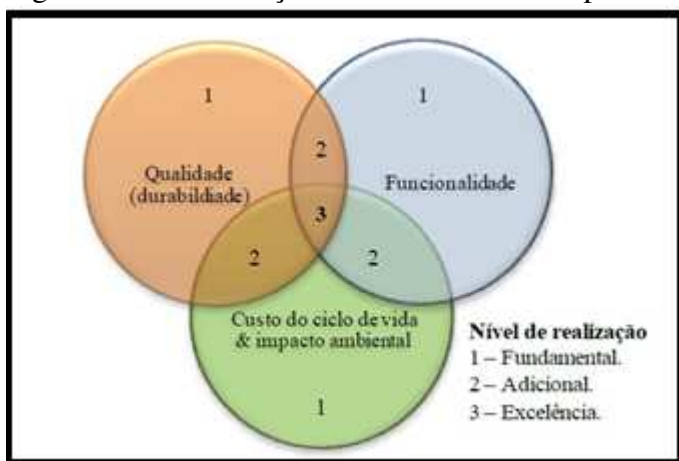 1
1
2
Qualidade
(durabildiade)
Funcionalidade
3
2
2
Custo do ciclo de vida
& impacto ambiental
1
Nível de realização
1 – Fundamental.
2 – Adicional.
3 – Excelência.